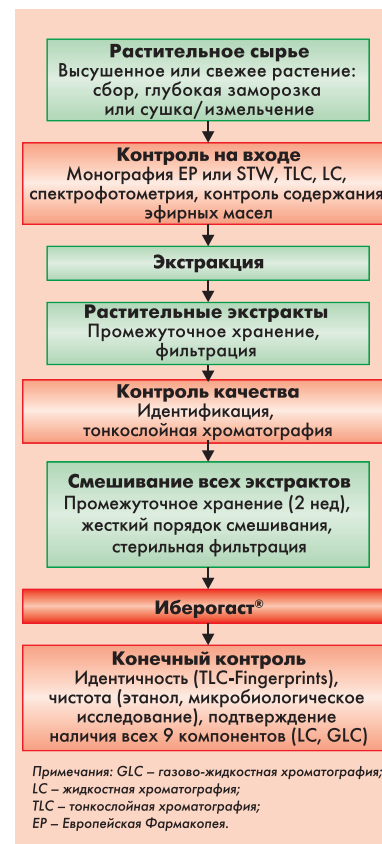 Растительное сырье
Высушенное или свежее растение:
сбор, глубокая заморозка
или сушка/измельчение
Контроль на входе
Монография ЕР или STW, TLC, LC,
спектрофотометрия, контроль содержания
эфирных масел
Экстракция
Растительные экстракты
Промежуточное хранение,
фильтрация
Контроль качества
Идентификация,
тонкослойная хроматография
Смешивание всех экстрактов
Промежуточное хранение (2 нед),
жесткий порядок смешивания,
стерильная фильтрация
Иберогаст®
Конечный контроль
Идентичность (TLC-Fingerprints),
чистота (этанол, микробиологическое
исследование), подтверждение
наличия всех 9 компонентов (LC, GLC)
Примечания: GLC – газово-жидкостная хроматография;
LC – жидкостная хроматография;
TLC – тонкослойная хроматография;
ЕР – Европейская Фармакопея.